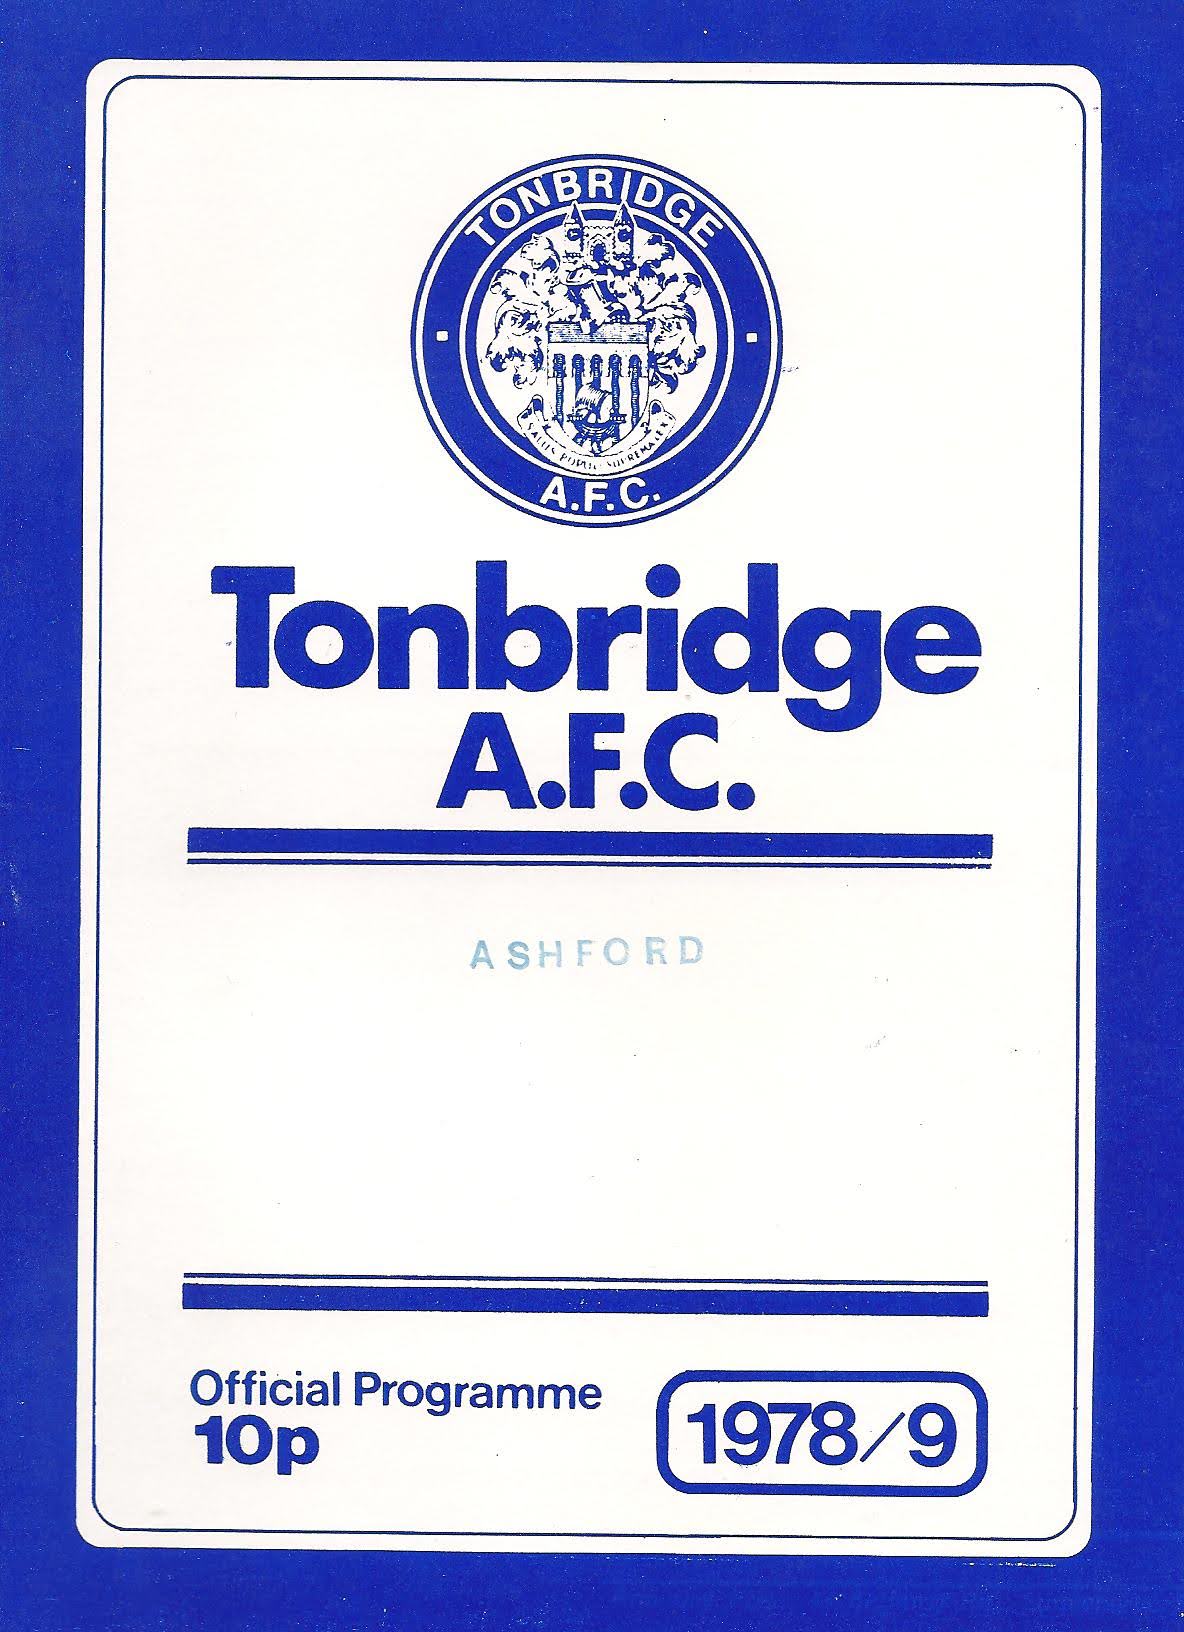 TONBRIDGE
A.F.C.
Tonbridge
A.F.C.
ASHFORD
Official Programme
10p
1978/9